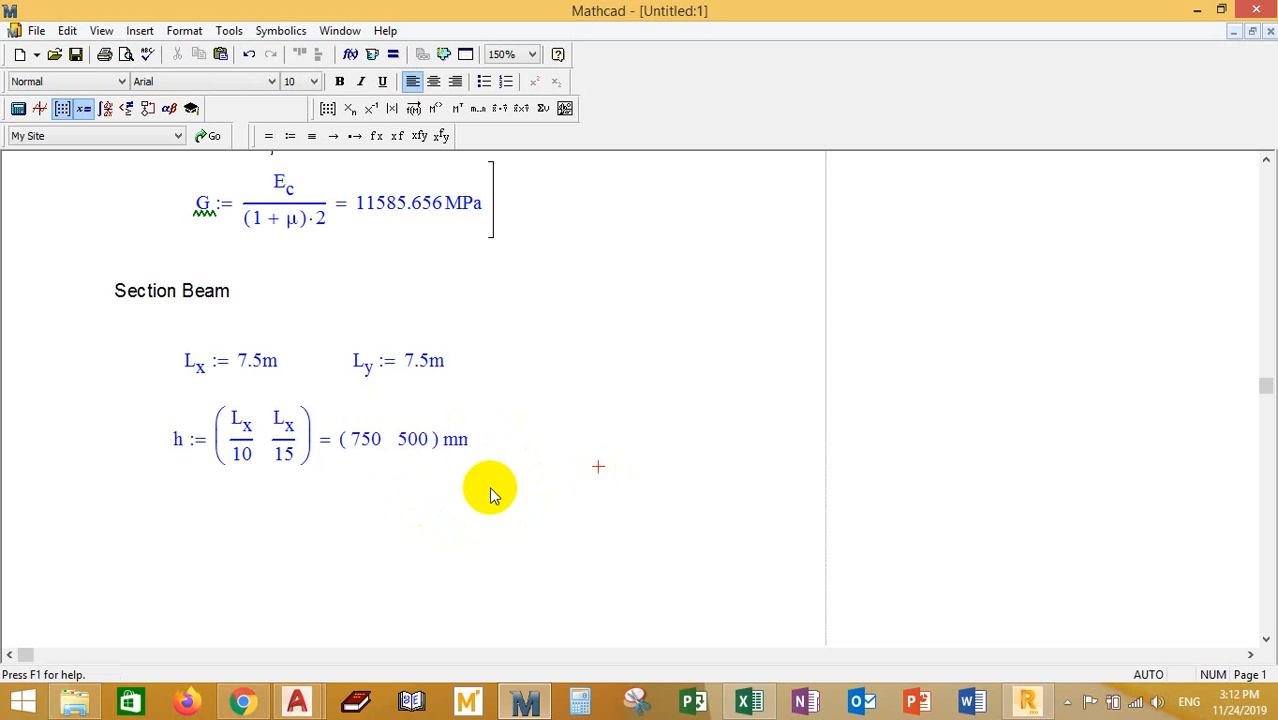 Mathcad - [Untitled:1]
File Edit View Insert Format Tools Symbolics Window Help
150%
Normal Arial 10 B I U
My Site Go
G := E_c / ((1 + μ)·2) = 11585.656 MPa
Section Beam
L_x := 7.5m L_y := 7.5m
h := ( L_x/10 L_x/15 ) = ( 750 500 ) mn
Press F1 for help. AUTO NUM Page 1
ENG 3:12 PM
11/24/2019